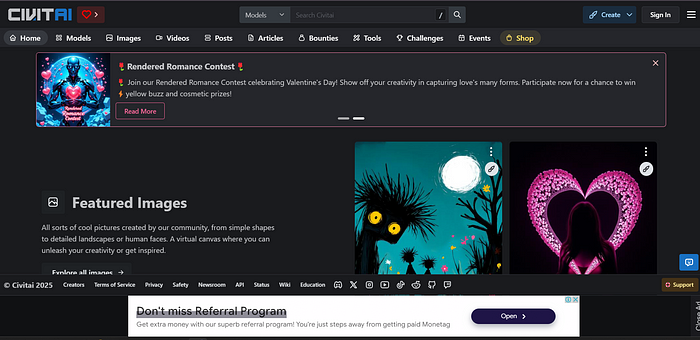 CIVITAI
Models
Search Civitai
/
Create
Sign In
Home
Models
Images
Videos
Posts
Articles
Bounties
Tools
Challenges
Events
Shop
Rendered Romance Contest
Rendered Romance Contest
Join our Rendered Romance Contest celebrating Valentine's Day! Show off your creativity in capturing love's many forms. Participate now for a chance to win
yellow buzz and cosmetic prizes!
Read More
Featured Images
All sorts of cool pictures created by our community, from simple shapes
to detailed landscapes or human faces. A virtual canvas where you can
unleash your creativity or get inspired.
Explore all images
© Civitai 2025
Creators
Terms of Service
Privacy
Safety
Newsroom
API
Status
Wiki
Education
Support
Don't miss Referral Program
Get extra money with our superb referral program! You're just steps away from getting paid Monetag
Open
Close Ad